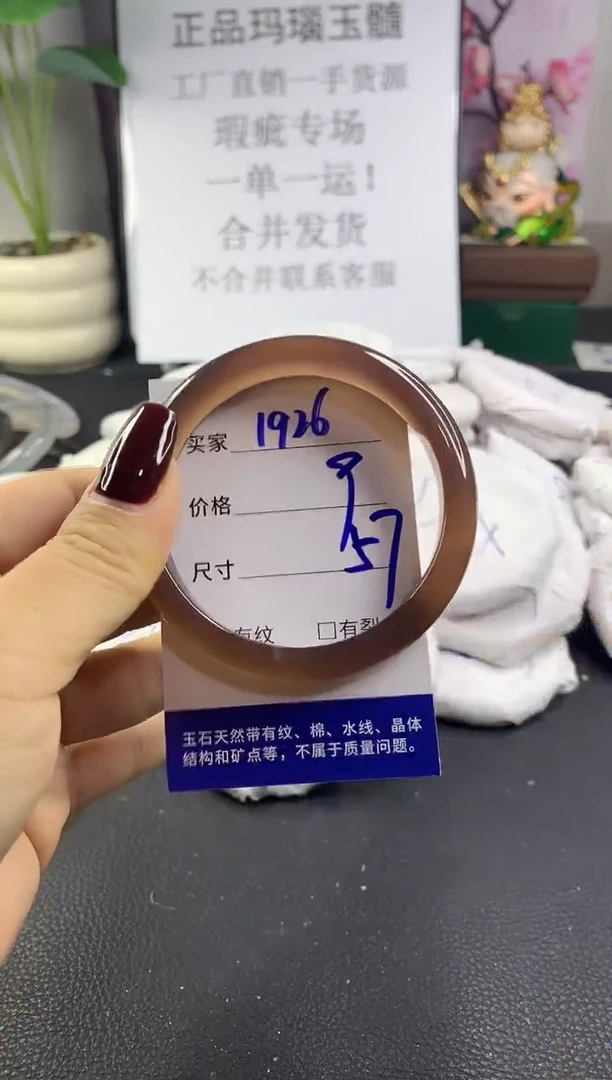 正品玛瑙玉髓
工厂直销一手货源
瑕疵专场
一单一运!
合并发货
不合并联系客服
买家 1926
价格 9
尺寸 57
有纹 □有裂
玉石天然带有纹、棉、水线、晶体
结构和矿点等，不属于质量问题。